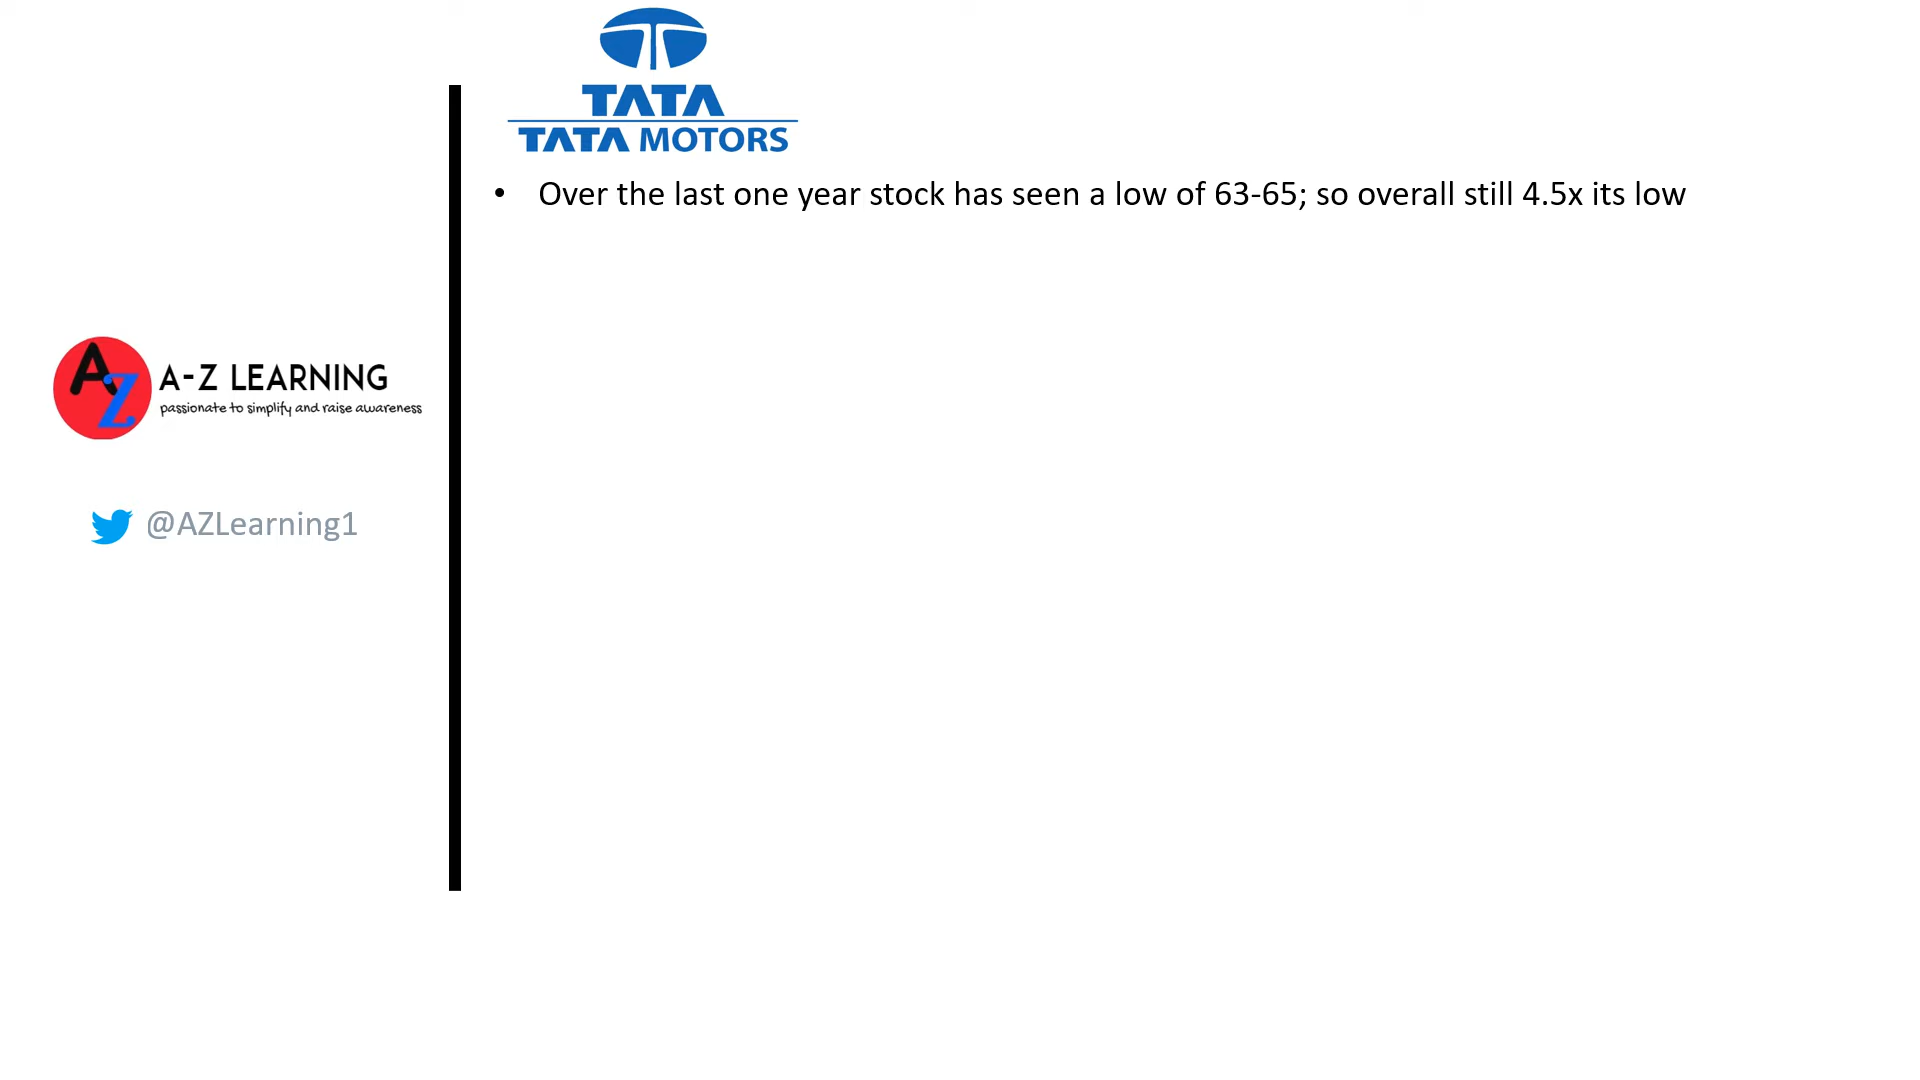 TATA
TATA MOTORS
• Over the last one year stock has seen a low of 63-65; so overall still 4.5x its low
AZ
A-Z LEARNING
passionate to simplify and raise awareness
@AZLearning1